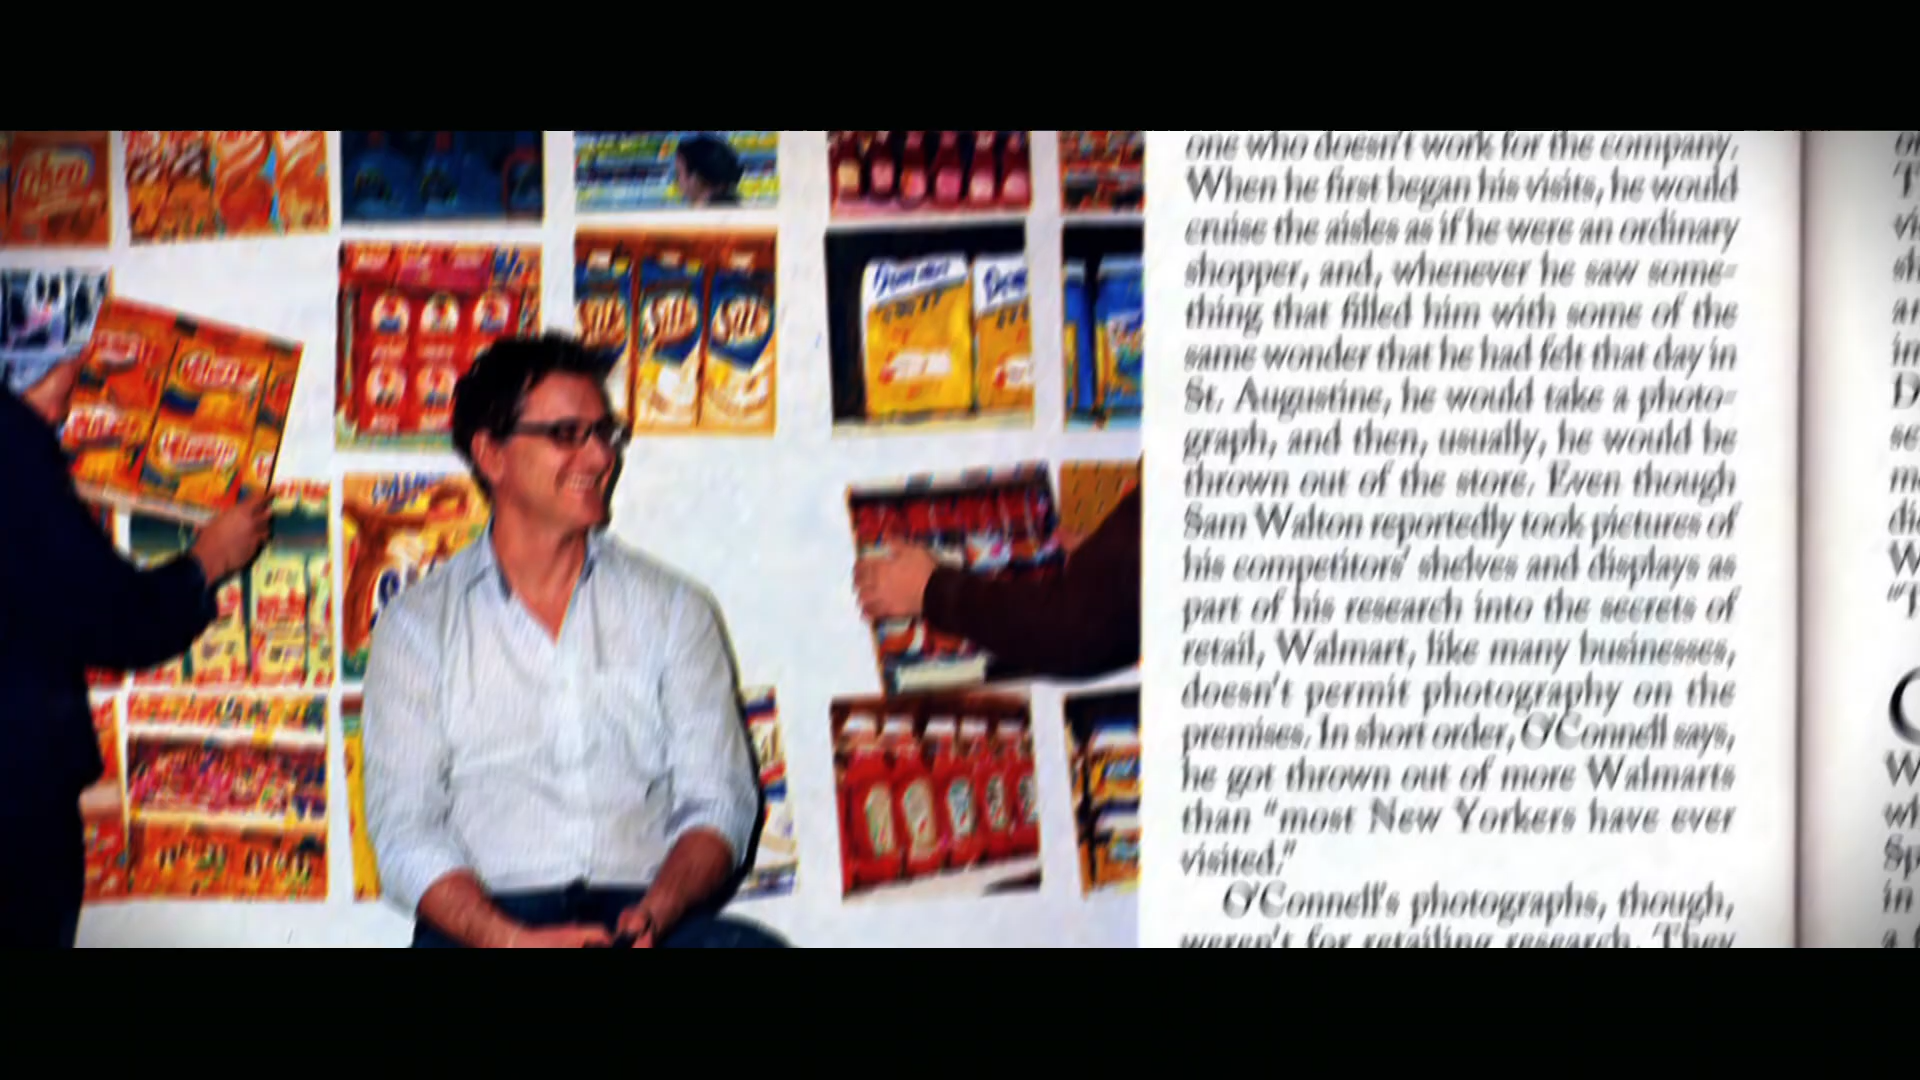 one who doesn't work for the company.
When he first began his visits, he would
cruise the aisles as if he were an ordinary
shopper, and, whenever he saw some-
thing that filled him with some of the
same wonder that he had felt that day in
St. Augustine, he would take a photo-
graph, and then, usually, he would be
thrown out of the store. Even though
Sam Walton reportedly took pictures of
his competitors' shelves and displays as
part of his research into the secrets of
retail, Walmart, like many businesses,
doesn't permit photography on the
premises. In short order, O'Connell says,
he got thrown out of more Walmarts
than "most New Yorkers have ever
visited."
O'Connell's photographs, though,
weren't for retailing research. They